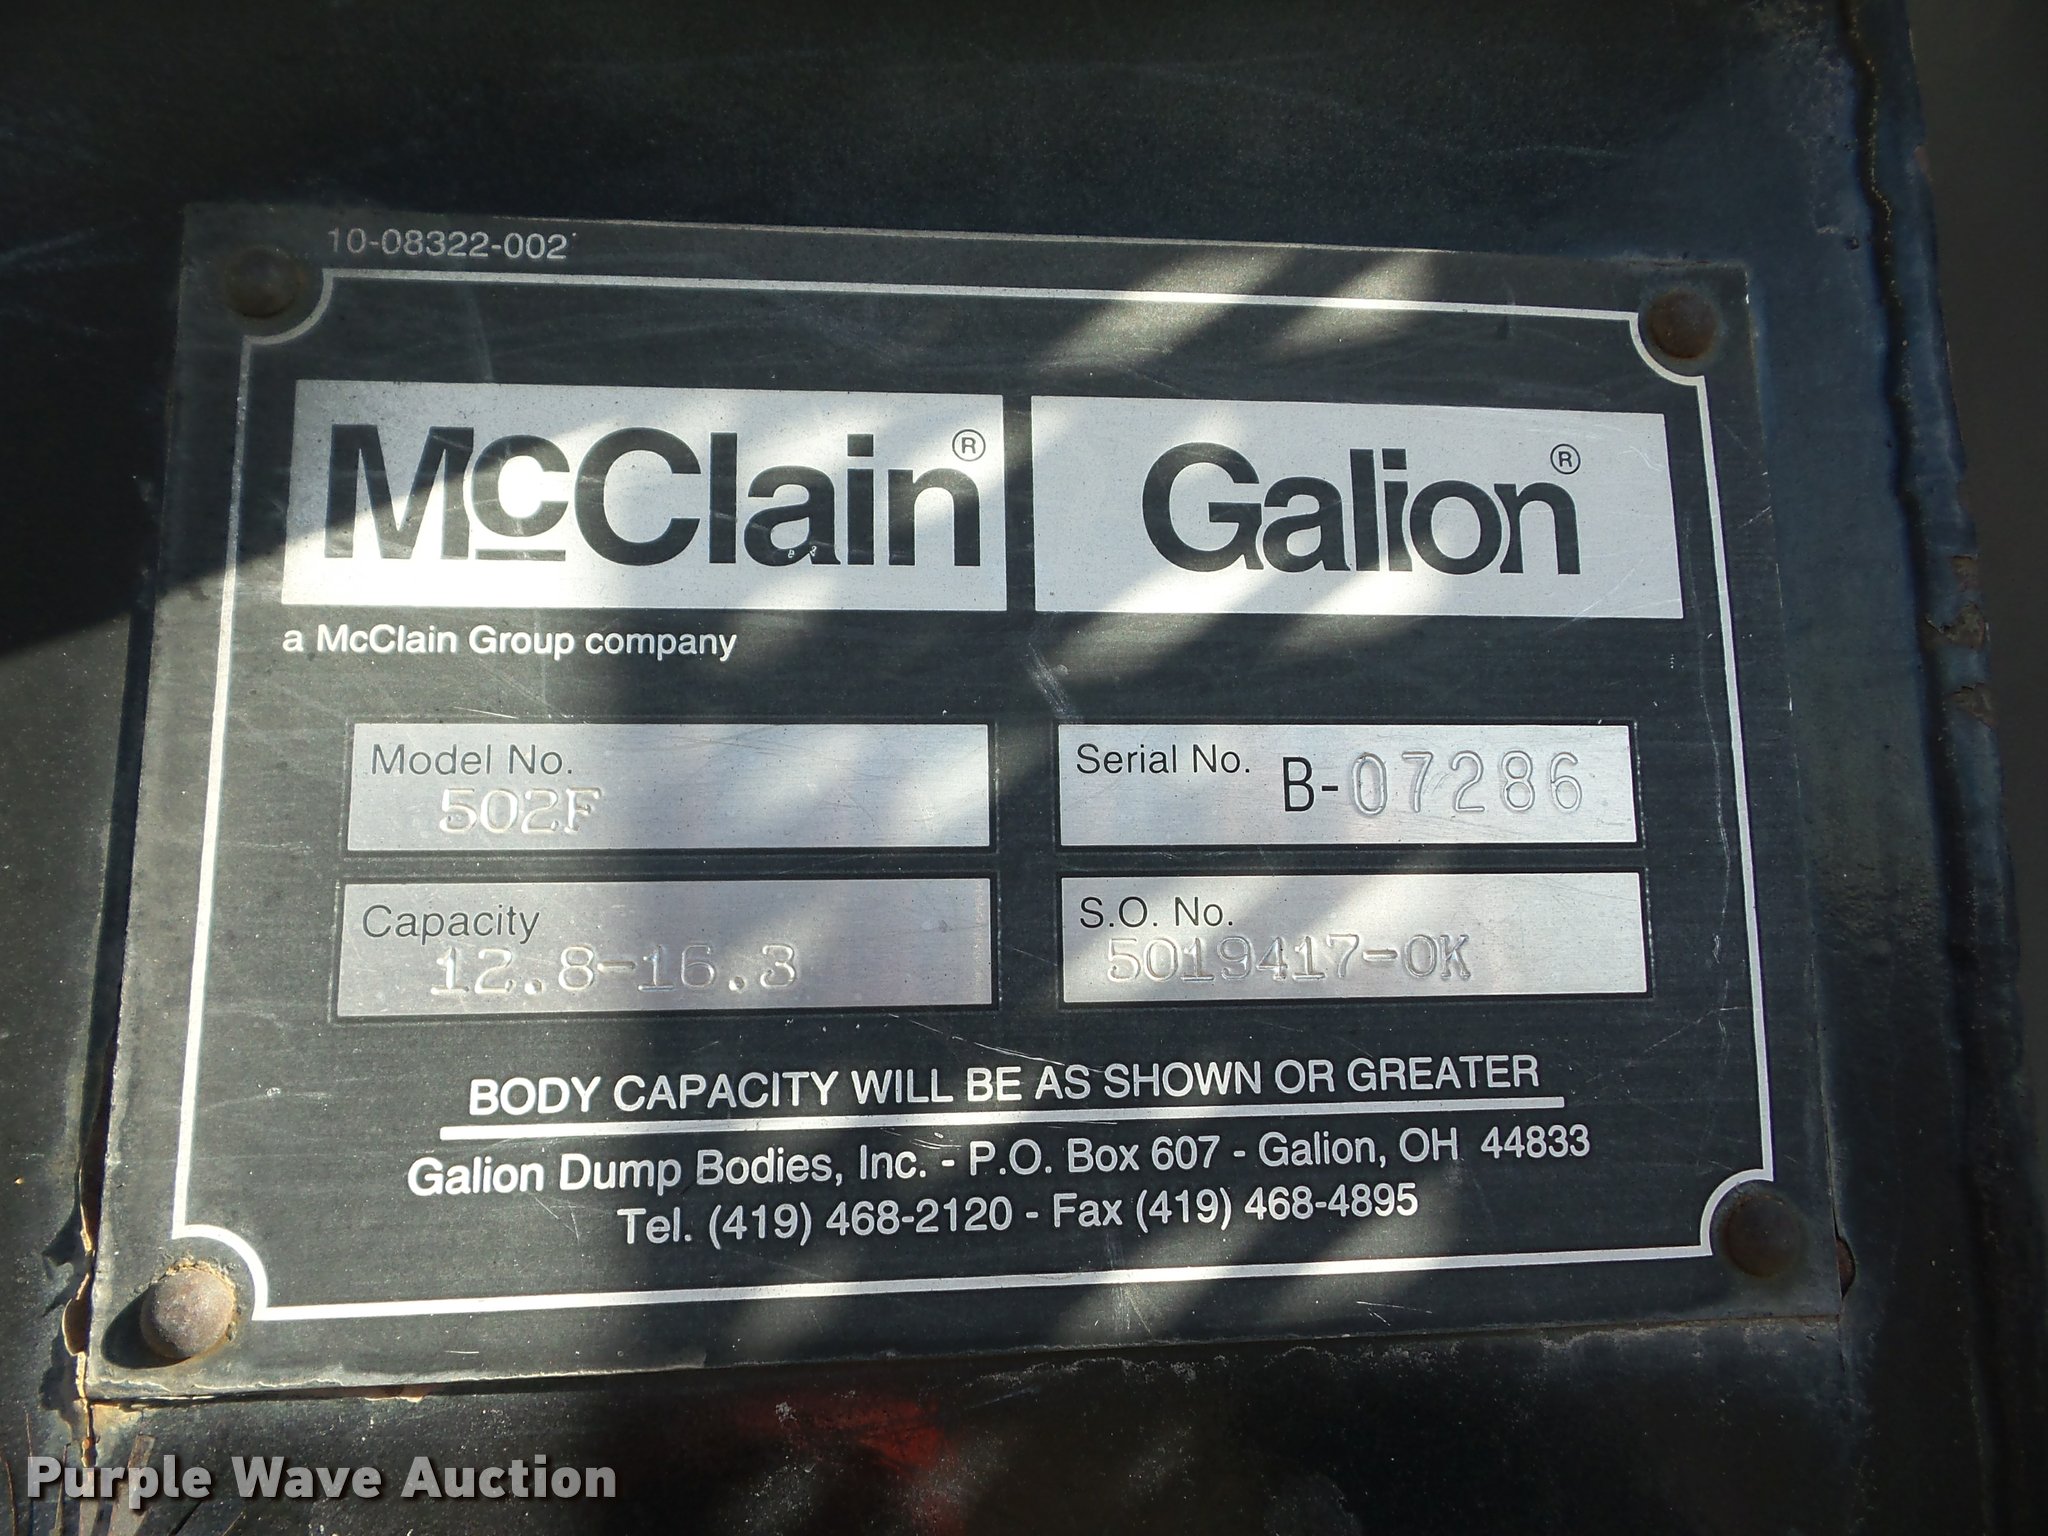 10-08322-002
McClain® Galion®
a McClain Group company
Model No. Serial No. B-07286
502F
Capacity S.O. No.
12.8-16.3 5019417-OK
BODY CAPACITY WILL BE AS SHOWN OR GREATER
Galion Dump Bodies, Inc. - P.O. Box 607 - Galion, OH 44833
Tel. (419) 468-2120 - Fax (419) 468-4895
Purple Wave Auction